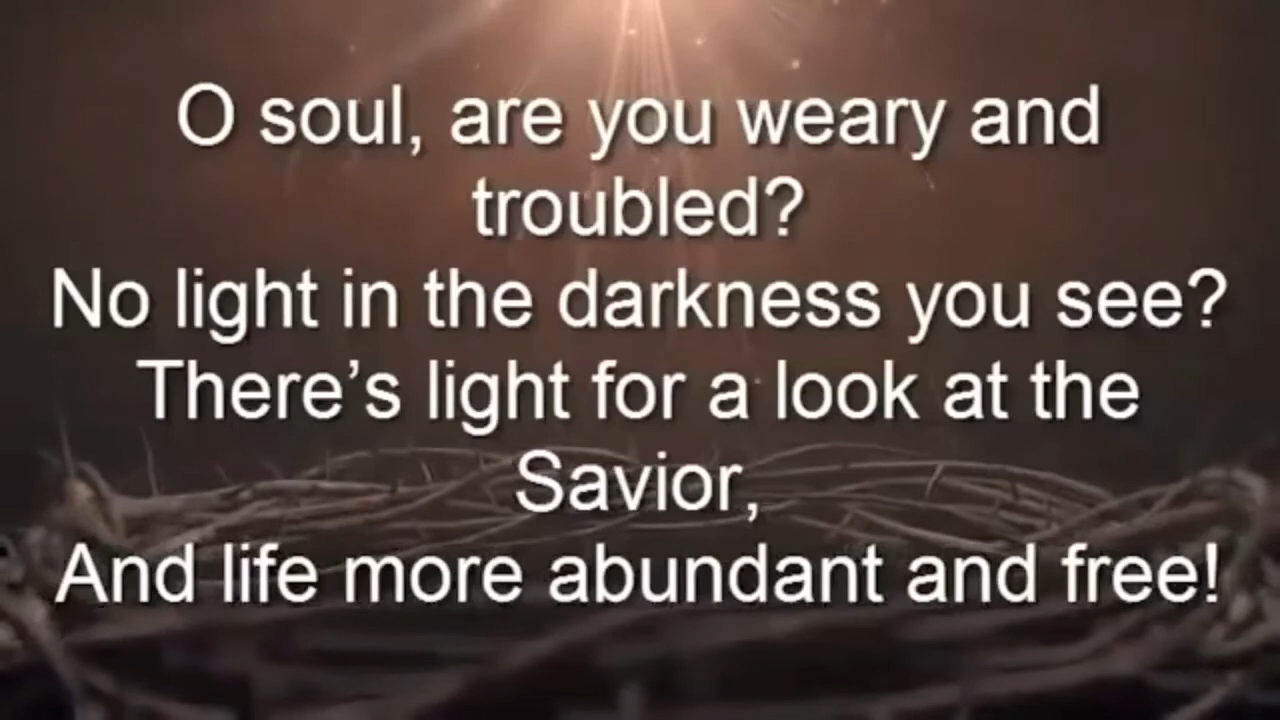 O soul, are you weary and
troubled?
No light in the darkness you see?
There’s light for a look at the
Savior,
And life more abundant and free!